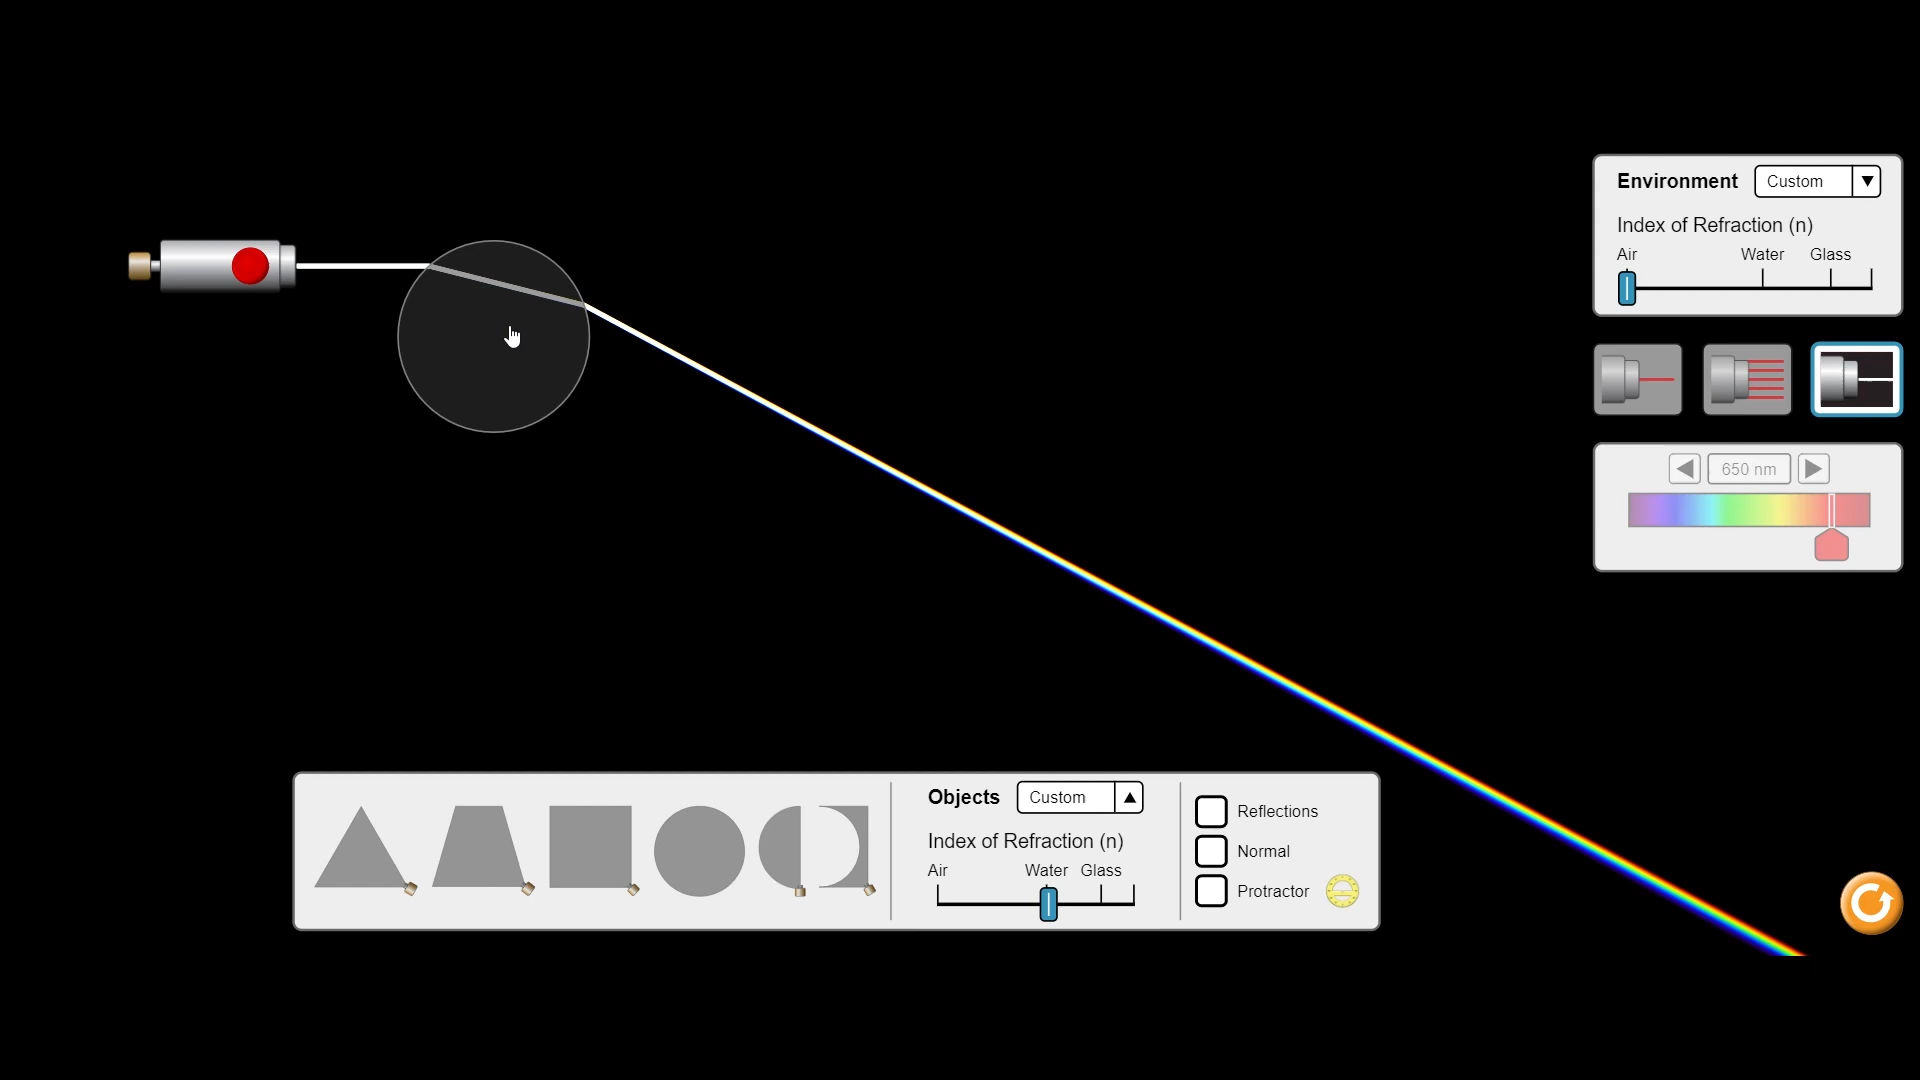 Environment Custom
Index of Refraction (n)
Air Water Glass
650 nm
Objects Custom
Index of Refraction (n)
Air Water Glass
Reflections
Normal
Protractor